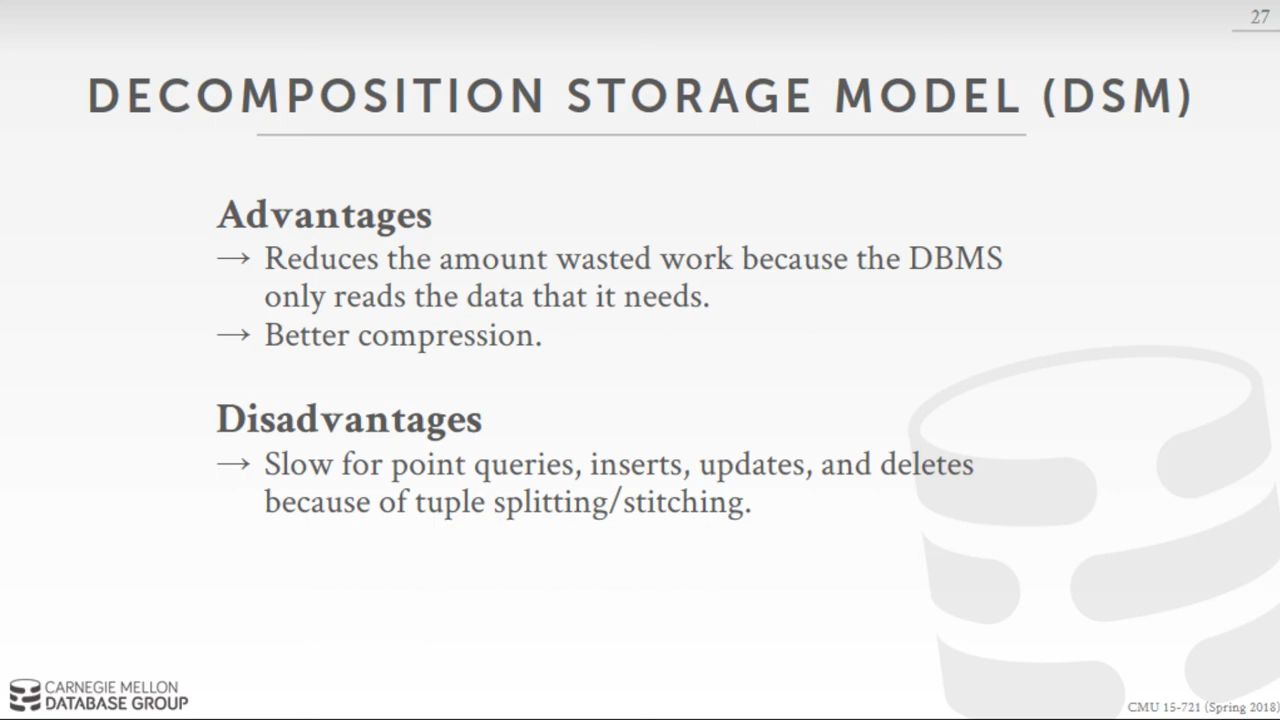 27
DECOMPOSITION STORAGE MODEL (DSM)
Advantages
→ Reduces the amount wasted work because the DBMS
only reads the data that it needs.
→ Better compression.
Disadvantages
→ Slow for point queries, inserts, updates, and deletes
because of tuple splitting/stitching.
CARNEGIE MELLON
DATABASE GROUP
CMU 15-721 (Spring 2018)